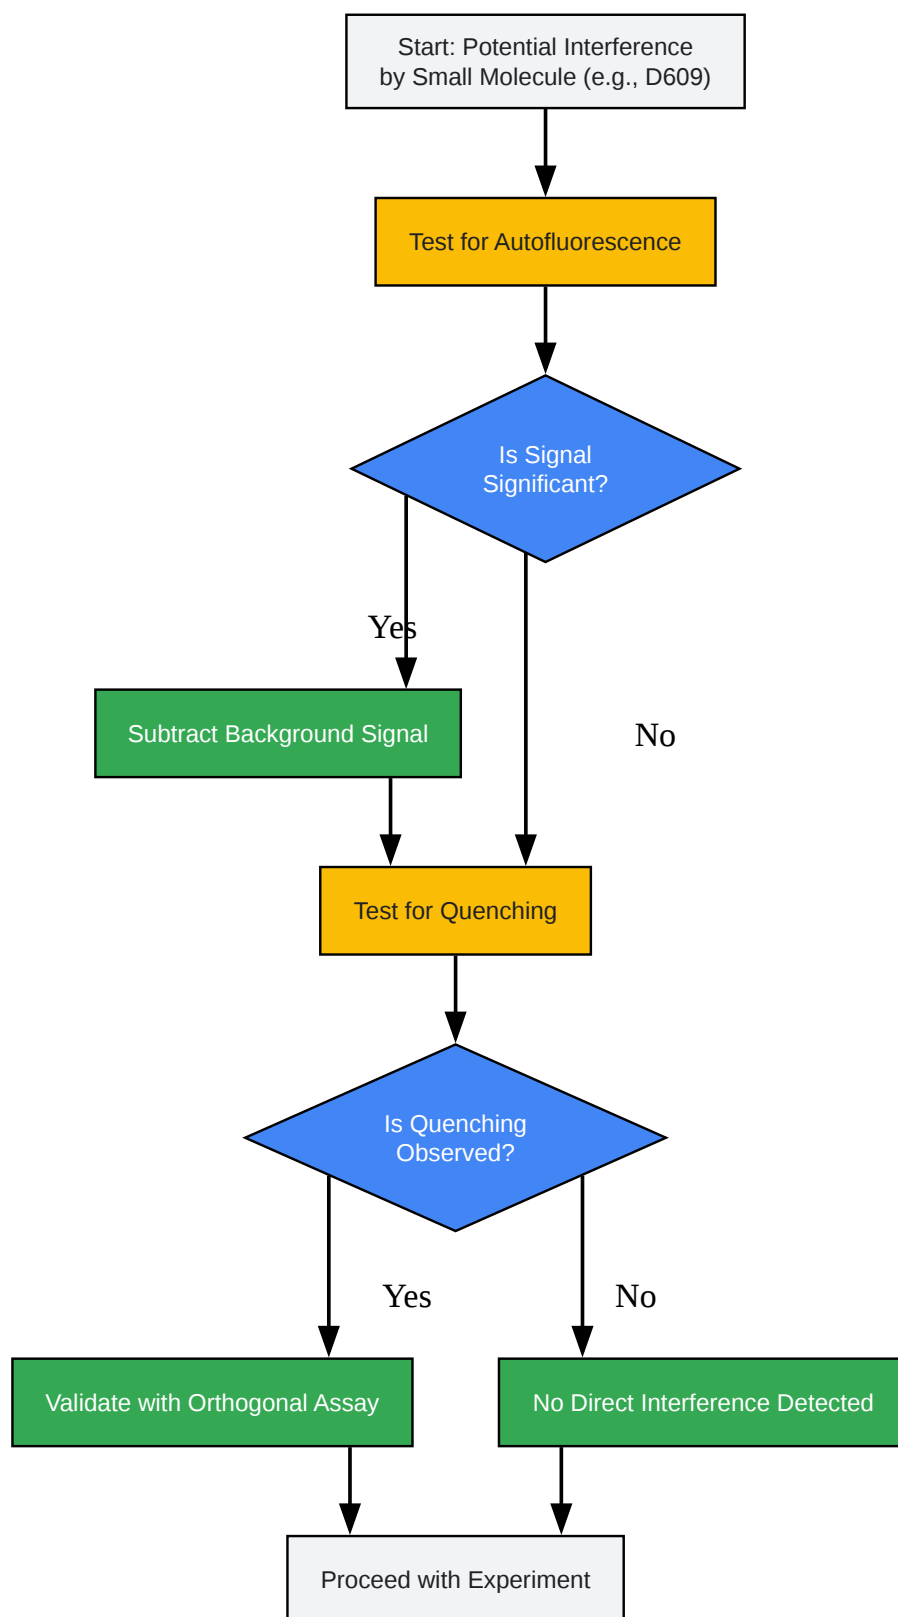 Start: Potential Interference
by Small Molecule (e.g., D609)
Test for Autofluorescence
Is Signal
Significant?
Yes
Subtract Background Signal
No
Test for Quenching
Is Quenching
Observed?
Yes
No
Validate with Orthogonal Assay
No Direct Interference Detected
Proceed with Experiment